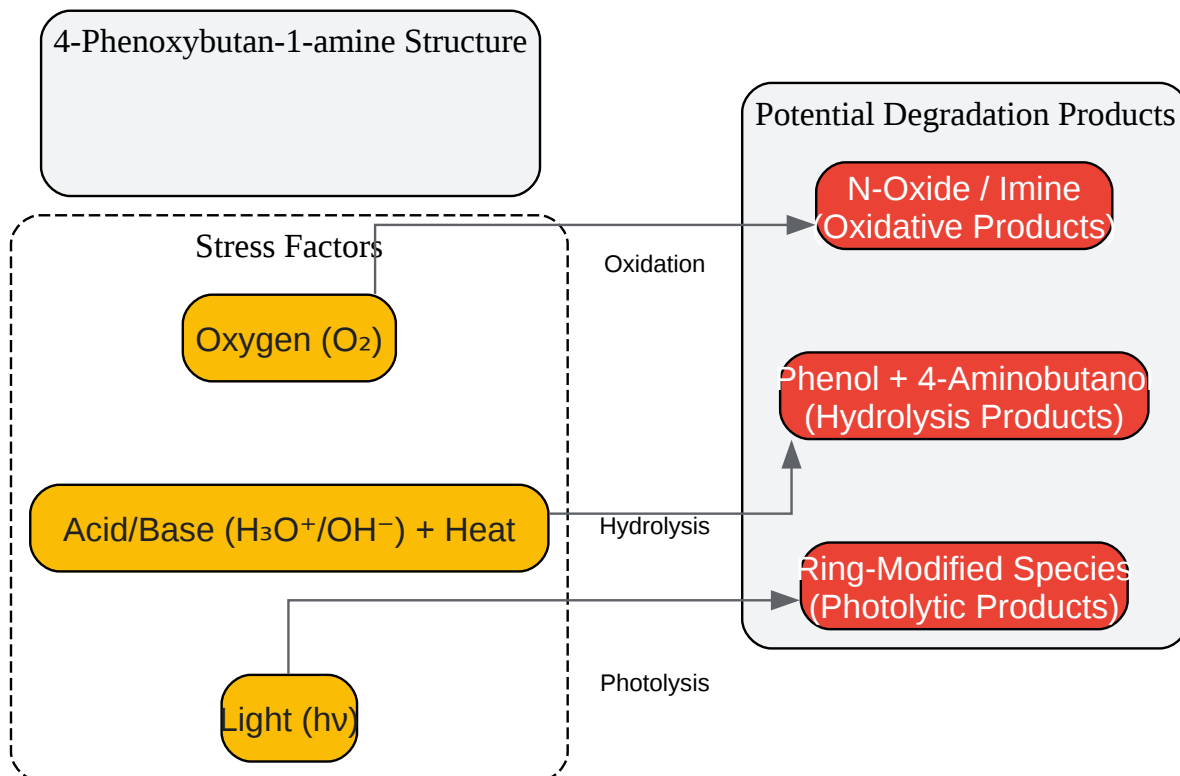 4-Phenoxybutan-1-amine Structure
Potential Degradation Products
N-Oxide / Imine
(Oxidative Products)
Stress Factors
Oxidation
Oxygen (O₂)
Phenol + 4-Aminobutanol
(Hydrolysis Products)
Acid/Base (H₃O⁺/OH⁻) + Heat
Hydrolysis
Ring-Modified Species
(Photolytic Products)
Photolysis
Light (hν)